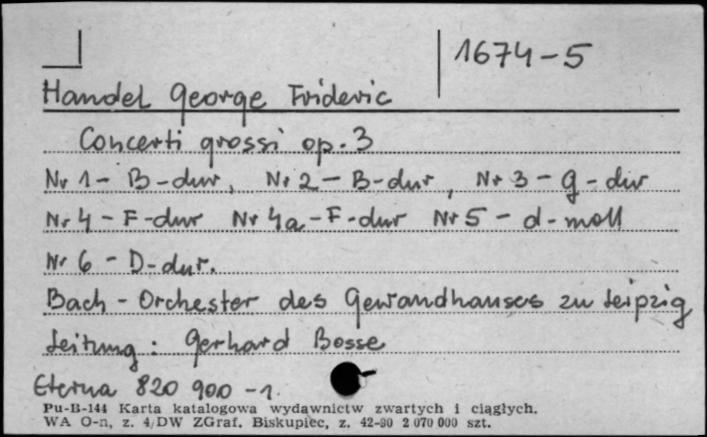 1674-5
Handel George Frideric
Concerti grossi op. 3
Nr 1 - B-dur, Nr 2 - B-dur, Nr 3 - G-dur
Nr 4 - F-dur Nr 4a - F-dur Nr 5 - d-moll
Nr 6 - D-dur.
Bach-Orchester des Gewandhauses zu Leipzig
Leitung: Gerhard Bosse
Eterna 820 900-1.
Pu-B-144 Karta katalogowa wydawnictw zwartych i ciągłych.
WA O-n, z. 4/DW ZGraf. Biskupiec, z. 42-90 2 070 000 szt.